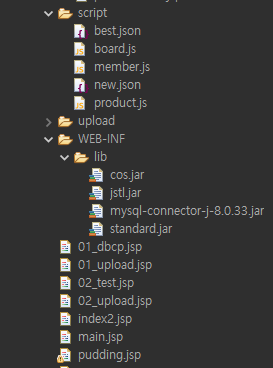 script
best.json
board.js
member.js
new.json
product.js
upload
WEB-INF
lib
cos.jar
jstl.jar
mysql-connector-j-8.0.33.jar
standard.jar
01_dbcp.jsp
01_upload.jsp
02_test.jsp
02_upload.jsp
index2.jsp
main.jsp
pudding.jsp